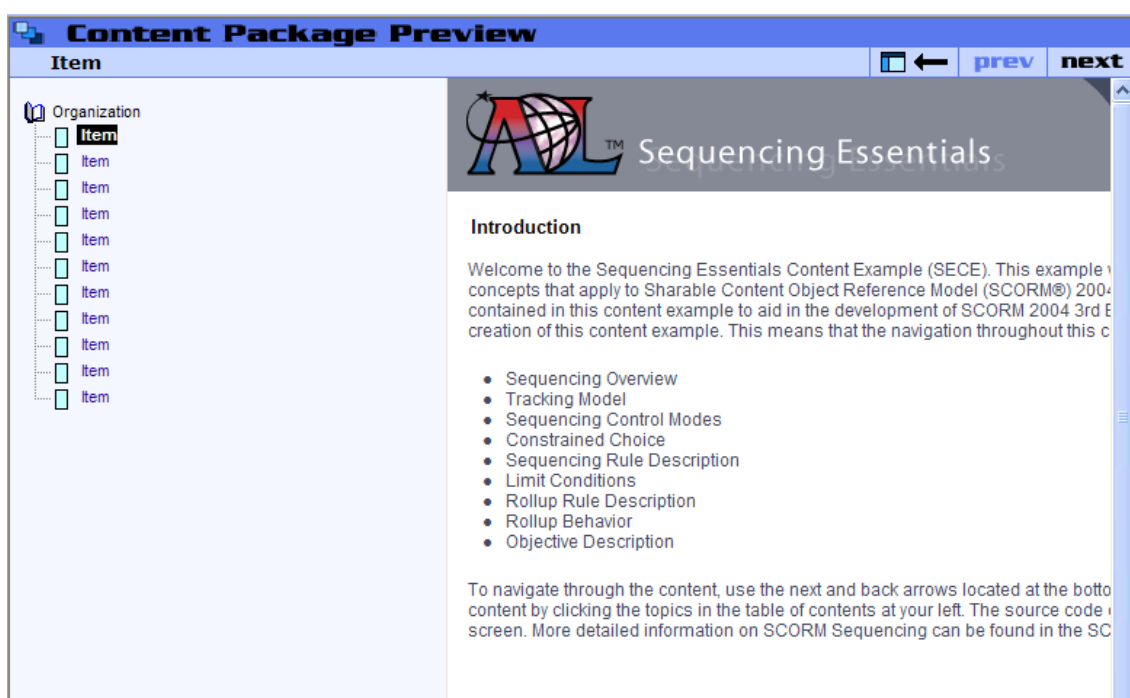 Content Package Preview
Item
prev
next
Organization
Item
Item
Item
Item
Item
Item
Item
Item
Item
Item
Item
ADL™ Sequencing Essentials
Introduction
Welcome to the Sequencing Essentials Content Example (SECE). This example
concepts that apply to Sharable Content Object Reference Model (SCORM®) 2004
contained in this content example to aid in the development of SCORM 2004 3rd
creation of this content example. This means that the navigation throughout this
• Sequencing Overview
• Tracking Model
• Sequencing Control Modes
• Constrained Choice
• Sequencing Rule Description
• Limit Conditions
• Rollup Rule Description
• Rollup Behavior
• Objective Description
To navigate through the content, use the next and back arrows located at the
content by clicking the topics in the table of contents at your left. The source code
screen. More detailed information on SCORM Sequencing can be found in the